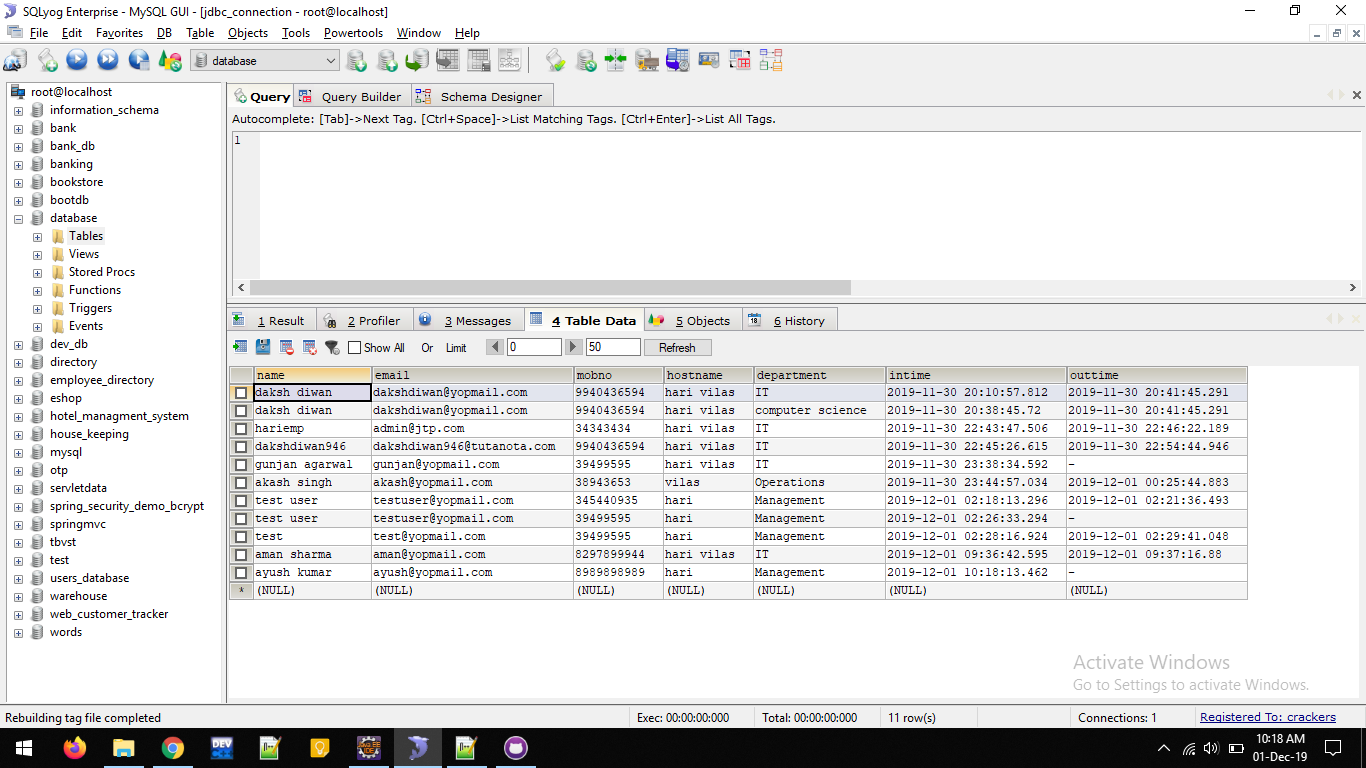 SQLyog Enterprise - MySQL GUI - [jdbc_connection - root@localhost]
File Edit Favorites DB Table Objects Tools Powertools Window Help
database
root@localhost
information_schema
bank
bank_db
banking
bookstore
bootdb
database
Tables
Views
Stored Procs
Functions
Triggers
Events
dev_db
directory
employee_directory
eshop
hotel_managment_system
house_keeping
mysql
otp
servletdata
spring_security_demo_bcrypt
springmvc
tbvst
test
users_database
warehouse
web_customer_tracker
words
Query Query Builder Schema Designer
Autocomplete: [Tab]->Next Tag. [Ctrl+Space]->List Matching Tags. [Ctrl+Enter]->List All Tags.
1
1 Result 2 Profiler 3 Messages 4 Table Data 5 Objects 6 History
Show All Or Limit 0 50 Refresh
name email mobno hostname department intime outtime
daksh diwan dakshdiwan@yopmail.com 9940436594 hari vilas IT 2019-11-30 20:10:57.812 2019-11-30 20:41:45.291
daksh diwan dakshdiwan@yopmail.com 9940436594 hari vilas computer science 2019-11-30 20:38:45.72 2019-11-30 20:41:45.291
hariemp admin@jtp.com 34343434 hari vilas IT 2019-11-30 22:43:47.506 2019-11-30 22:46:22.189
dakshdiwan946 dakshdiwan946@tutanota.com 9940436594 hari vilas IT 2019-11-30 22:45:26.615 2019-11-30 22:54:44.946
gunjan agarwal gunjan@yopmail.com 39499595 hari vilas IT 2019-11-30 23:38:34.592 -
akash singh akash@yopmail.com 38943653 vilas Operations 2019-11-30 23:44:57.034 2019-12-01 00:25:44.883
test user testuser@yopmail.com 345440935 hari Management 2019-12-01 02:18:13.296 2019-12-01 02:21:36.493
test user testuser@yopmail.com 39499595 hari Management 2019-12-01 02:26:33.294 -
test test@yopmail.com 39499595 hari Management 2019-12-01 02:28:16.924 2019-12-01 02:29:41.048
aman sharma aman@yopmail.com 8297899944 hari vilas IT 2019-12-01 09:36:42.595 2019-12-01 09:37:16.88
ayush kumar ayush@yopmail.com 8989898989 hari Management 2019-12-01 10:18:13.462 -
* (NULL) (NULL) (NULL) (NULL) (NULL) (NULL) (NULL)
Activate Windows
Go to Settings to activate Windows.
Rebuilding tag file completed Exec: 00:00:00:000 Total: 00:00:00:000 11 row(s) Connections: 1 Registered To: crackers
DEV
10:18 AM
01-Dec-19